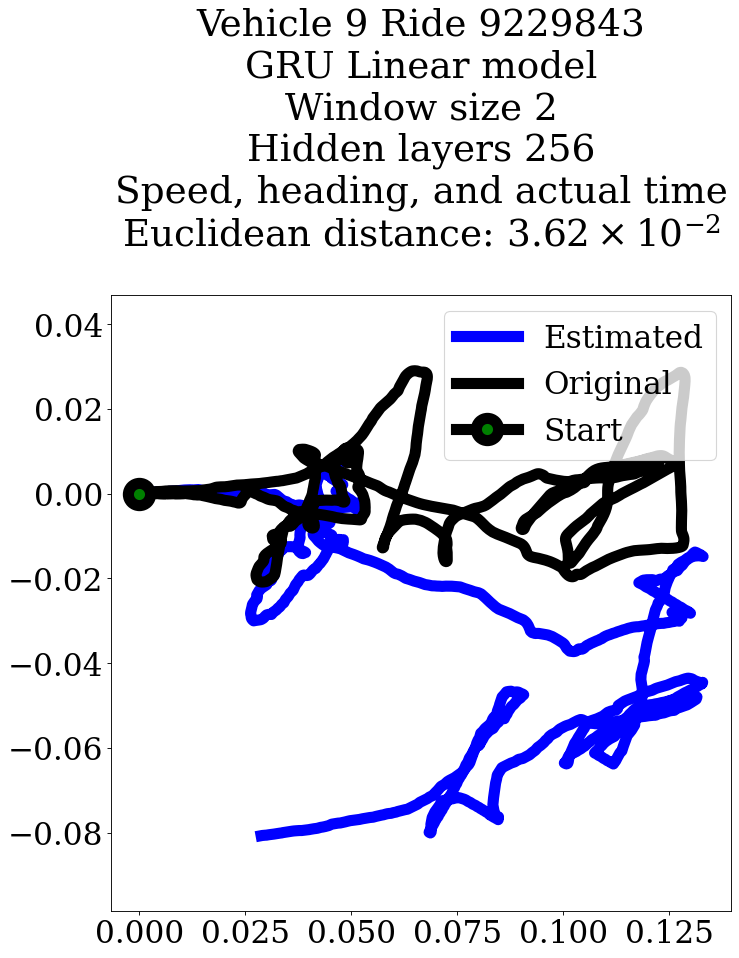 Vehicle 9 Ride 9229843
GRU Linear model
Window size 2
Hidden layers 256
Speed, heading, and actual time
Euclidean distance: 3.62 × 10⁻²
Estimated
Original
Start
0.04
0.02
0.00
−0.02
−0.04
−0.06
−0.08
0.000 0.025 0.050 0.075 0.100 0.125